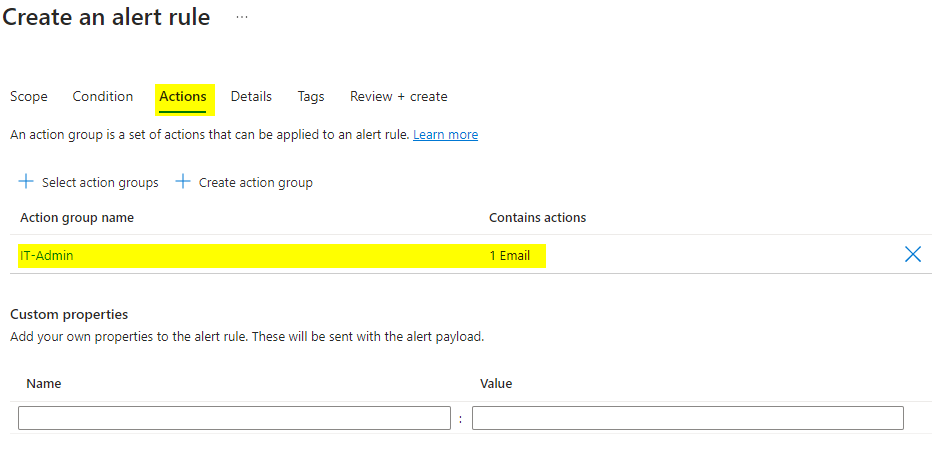 Create an alert rule ...
Scope Condition Actions Details Tags Review + create
An action group is a set of actions that can be applied to an alert rule. Learn more
+ Select action groups + Create action group
Action group name Contains actions
IT-Admin 1 Email
Custom properties
Add your own properties to the alert rule. These will be sent with the alert payload.
Name Value
: